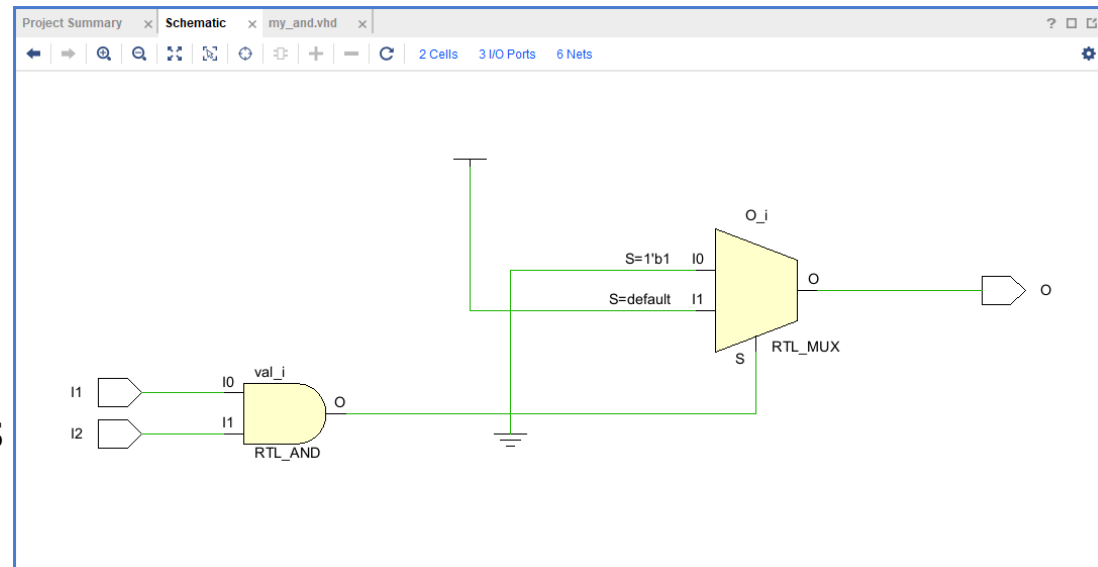 Project Summary × Schematic × my_and.vhd ×
2 Cells 3 I/O Ports 6 Nets
O_i
S=1'b1 I0
S=default I1
O
O
S
RTL_MUX
val_i
I1
I0
O
I2
I1
RTL_AND